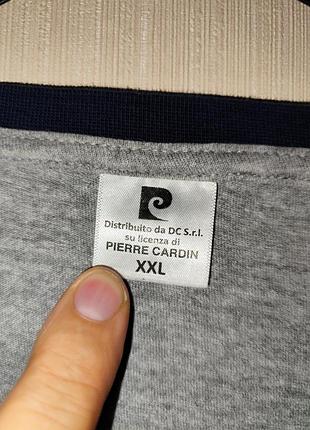 Distribuito da DC S.r.l.
su licenza di
PIERRE CARDIN
XXL